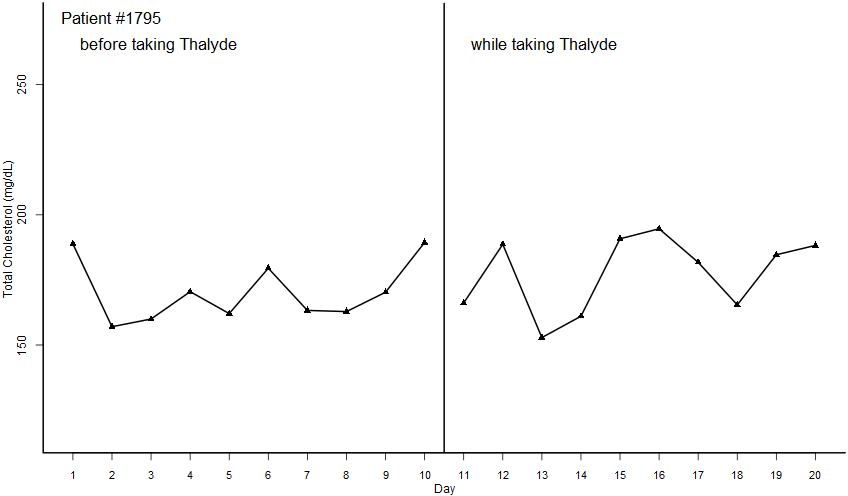 Patient #1795
before taking Thalyde
while taking Thalyde
250
200
150
Total Cholesterol (mg/dL)
1 2 3 4 5 6 7 8 9 10 11 12 13 14 15 16 17 18 19 20
Day